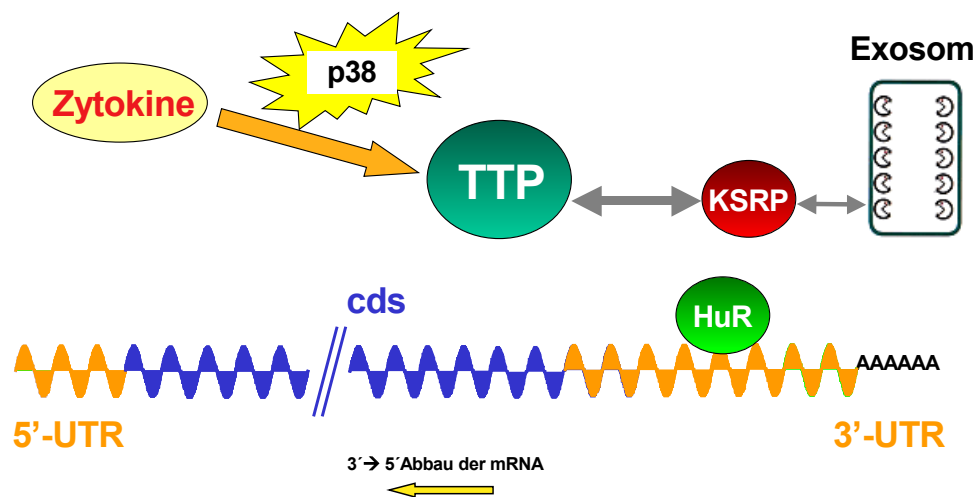 Exosom
p38
Zytokine
TTP
KSRP
cds
HuR
AAAAAA
5’-UTR
3’-UTR
3´→ 5´Abbau der mRNA